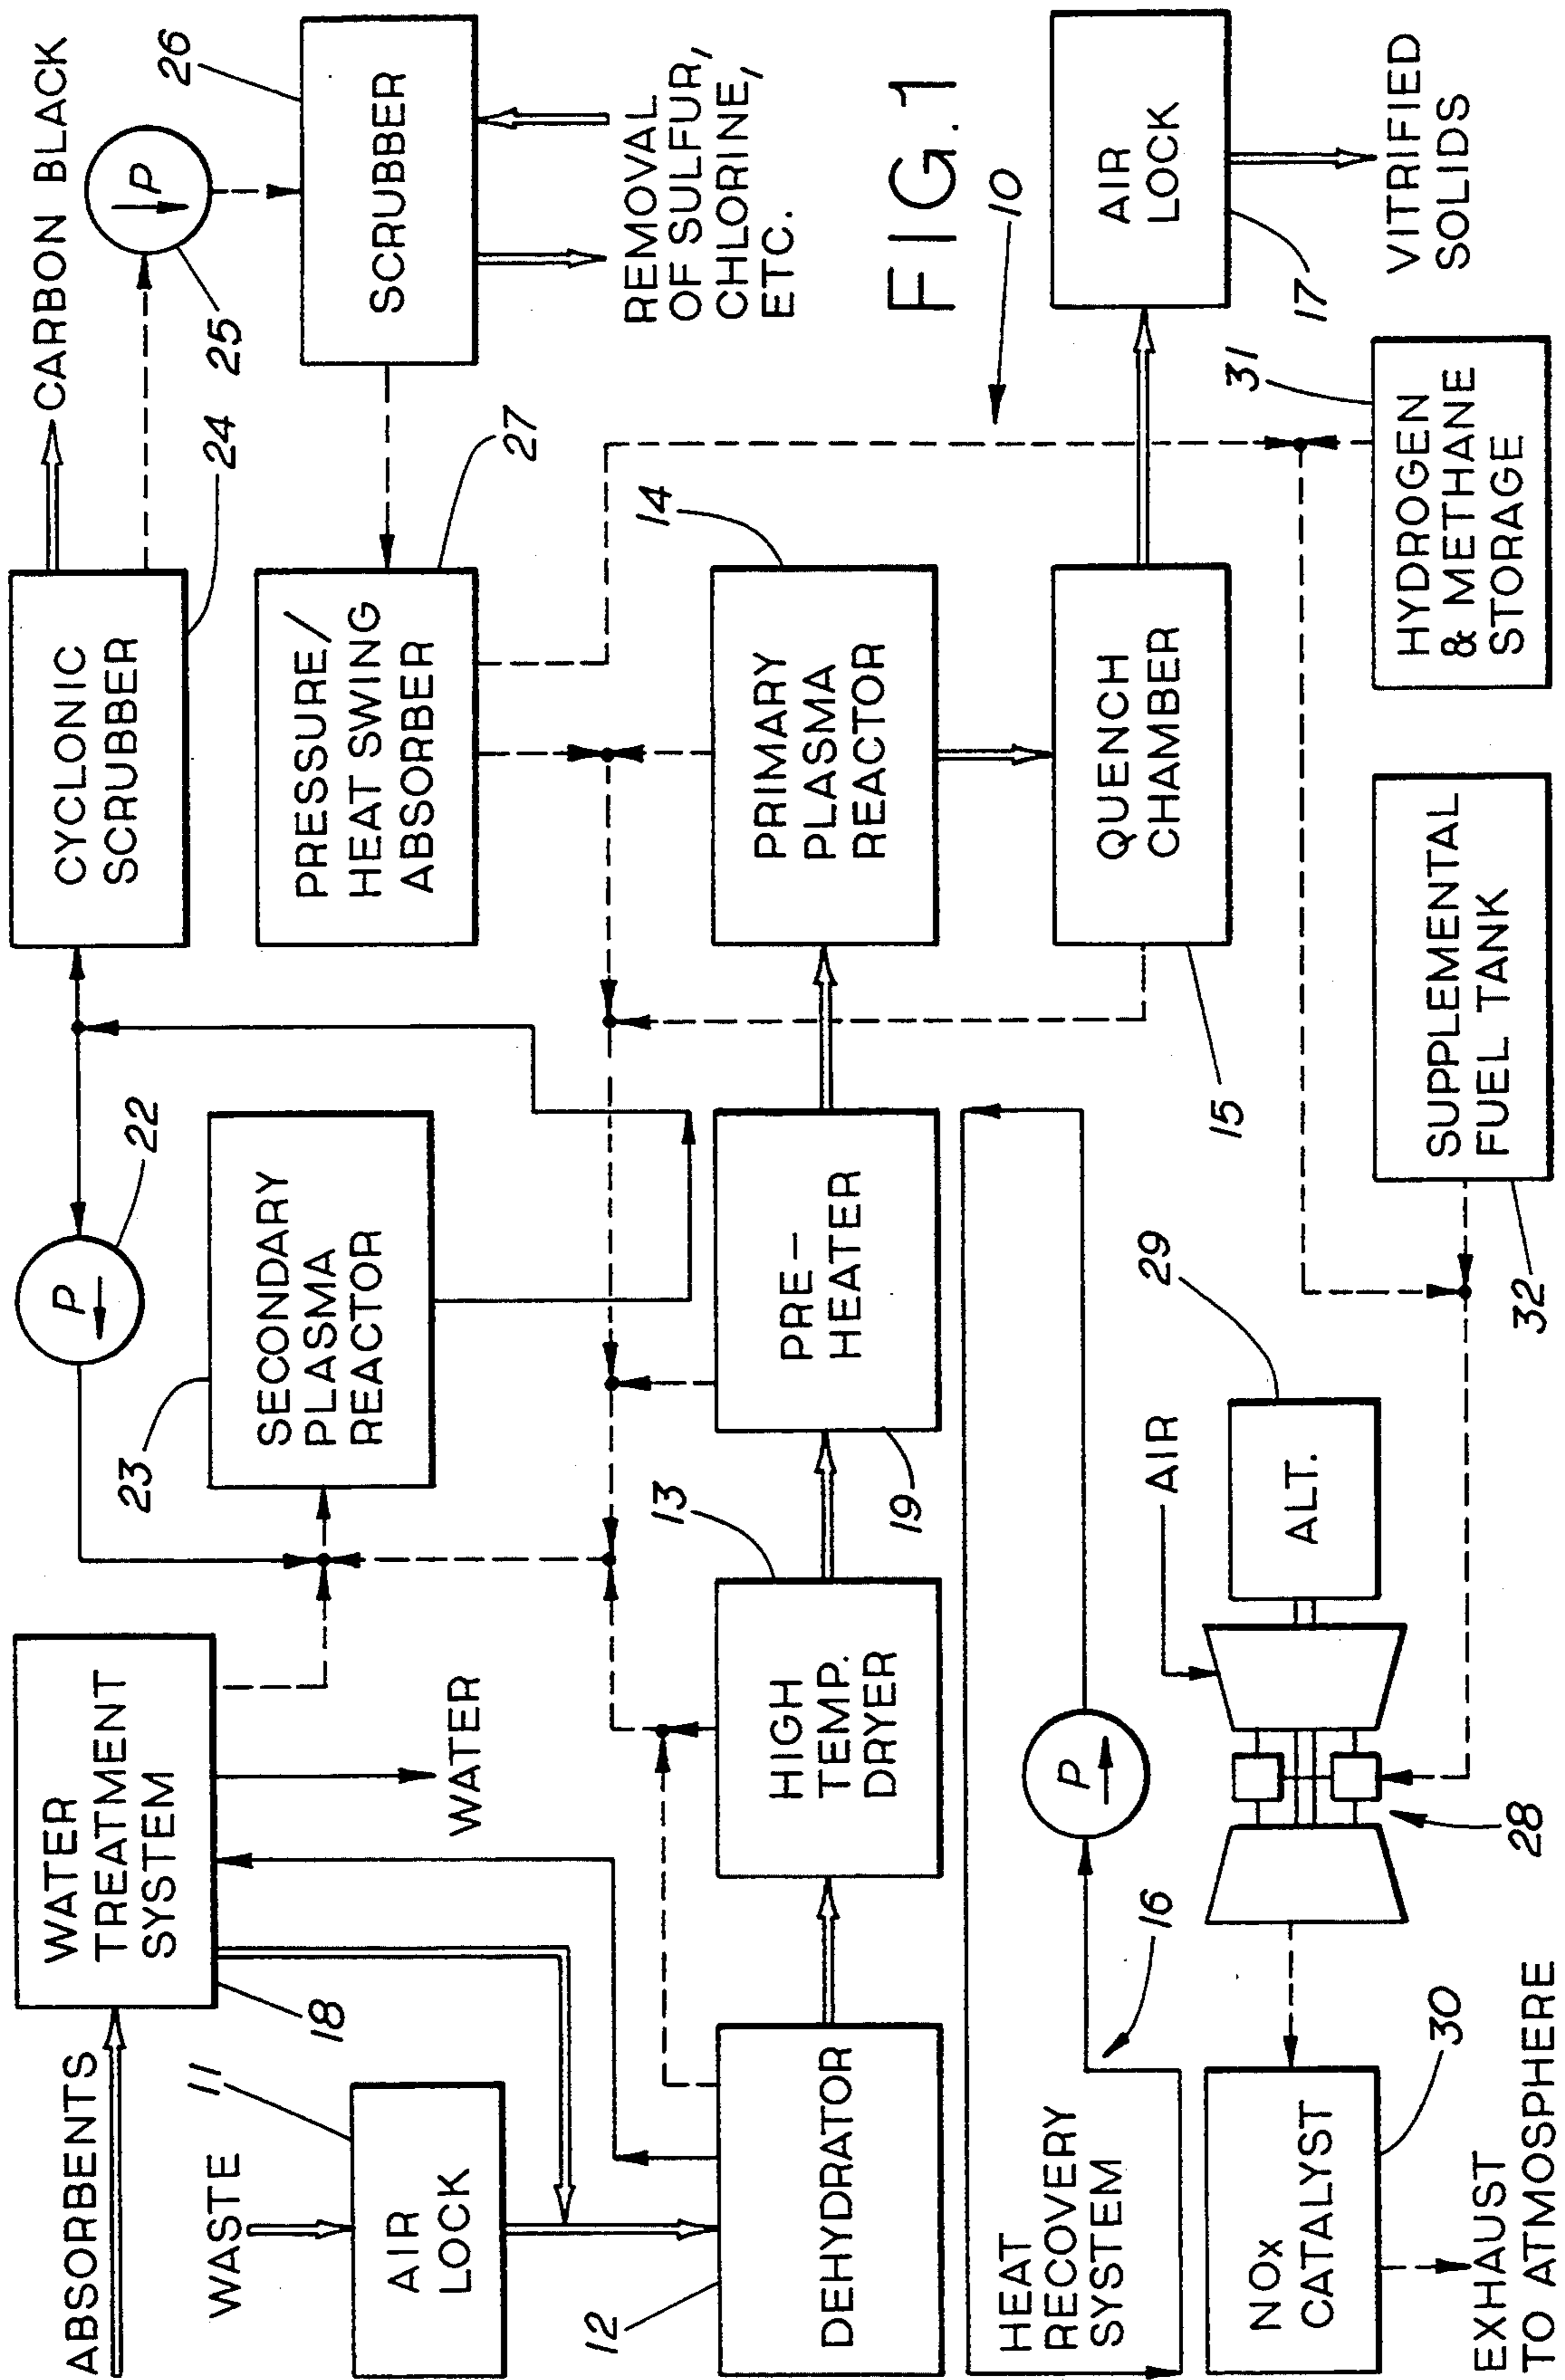 ABSORBENTS
WATER
TREATMENT
SYSTEM
18
WASTE
11
AIR
LOCK
WATER
P
22
23
SECONDARY
PLASMA
REACTOR
CYCLONIC
SCRUBBER
24
CARBON BLACK
P
25
26
SCRUBBER
REMOVAL
OF SULFUR,
CHLORINE,
ETC.
PRESSURE/
HEAT SWING
ABSORBER
27
12
DEHYDRATOR
HIGH
TEMP.
DRYER
13
PRE-
HEATER
19
PRIMARY
PLASMA
REACTOR
14
FIG. 1
10
HEAT
RECOVERY
SYSTEM
16
P
QUENCH
CHAMBER
15
AIR
LOCK
17
VITRIFIED
SOLIDS
NOx
CATALYST
30
EXHAUST
TO ATMOSPHERE
28
AIR
ALT.
29
SUPPLEMENTAL
FUEL TANK
32
HYDROGEN
& METHANE
STORAGE
31